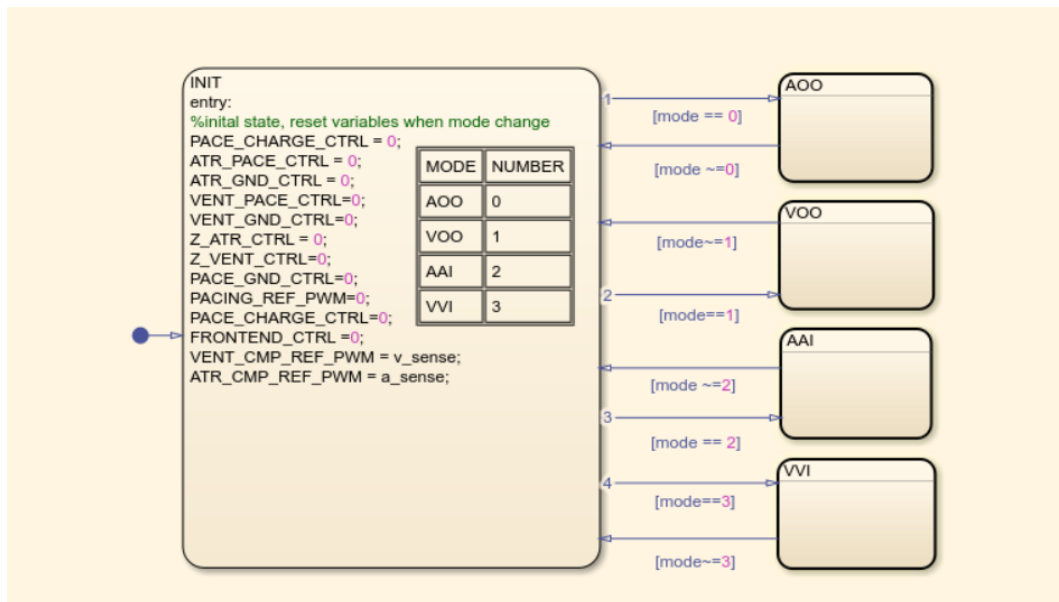 INIT
entry:
%inital state, reset variables when mode change
PACE_CHARGE_CTRL = 0;
ATR_PACE_CTRL = 0;
ATR_GND_CTRL = 0;
VENT_PACE_CTRL=0;
VENT_GND_CTRL=0;
Z_ATR_CTRL = 0;
Z_VENT_CTRL=0;
PACE_GND_CTRL=0;
PACING_REF_PWM=0;
PACE_CHARGE_CTRL=0;
FRONTEND_CTRL =0;
VENT_CMP_REF_PWM = v_sense;
ATR_CMP_REF_PWM = a_sense;
MODE NUMBER
AOO 0
VOO 1
AAI 2
VVI 3
1
[mode == 0]
[mode ~=0]
AOO
[mode~=1]
2
[mode==1]
VOO
[mode ~=2]
3
[mode == 2]
AAI
4
[mode==3]
[mode~=3]
VVI